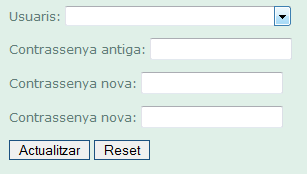 Usuaris:
Contrassenya antiga:
Contrassenya nova:
Contrassenya nova:
Actualitzar Reset